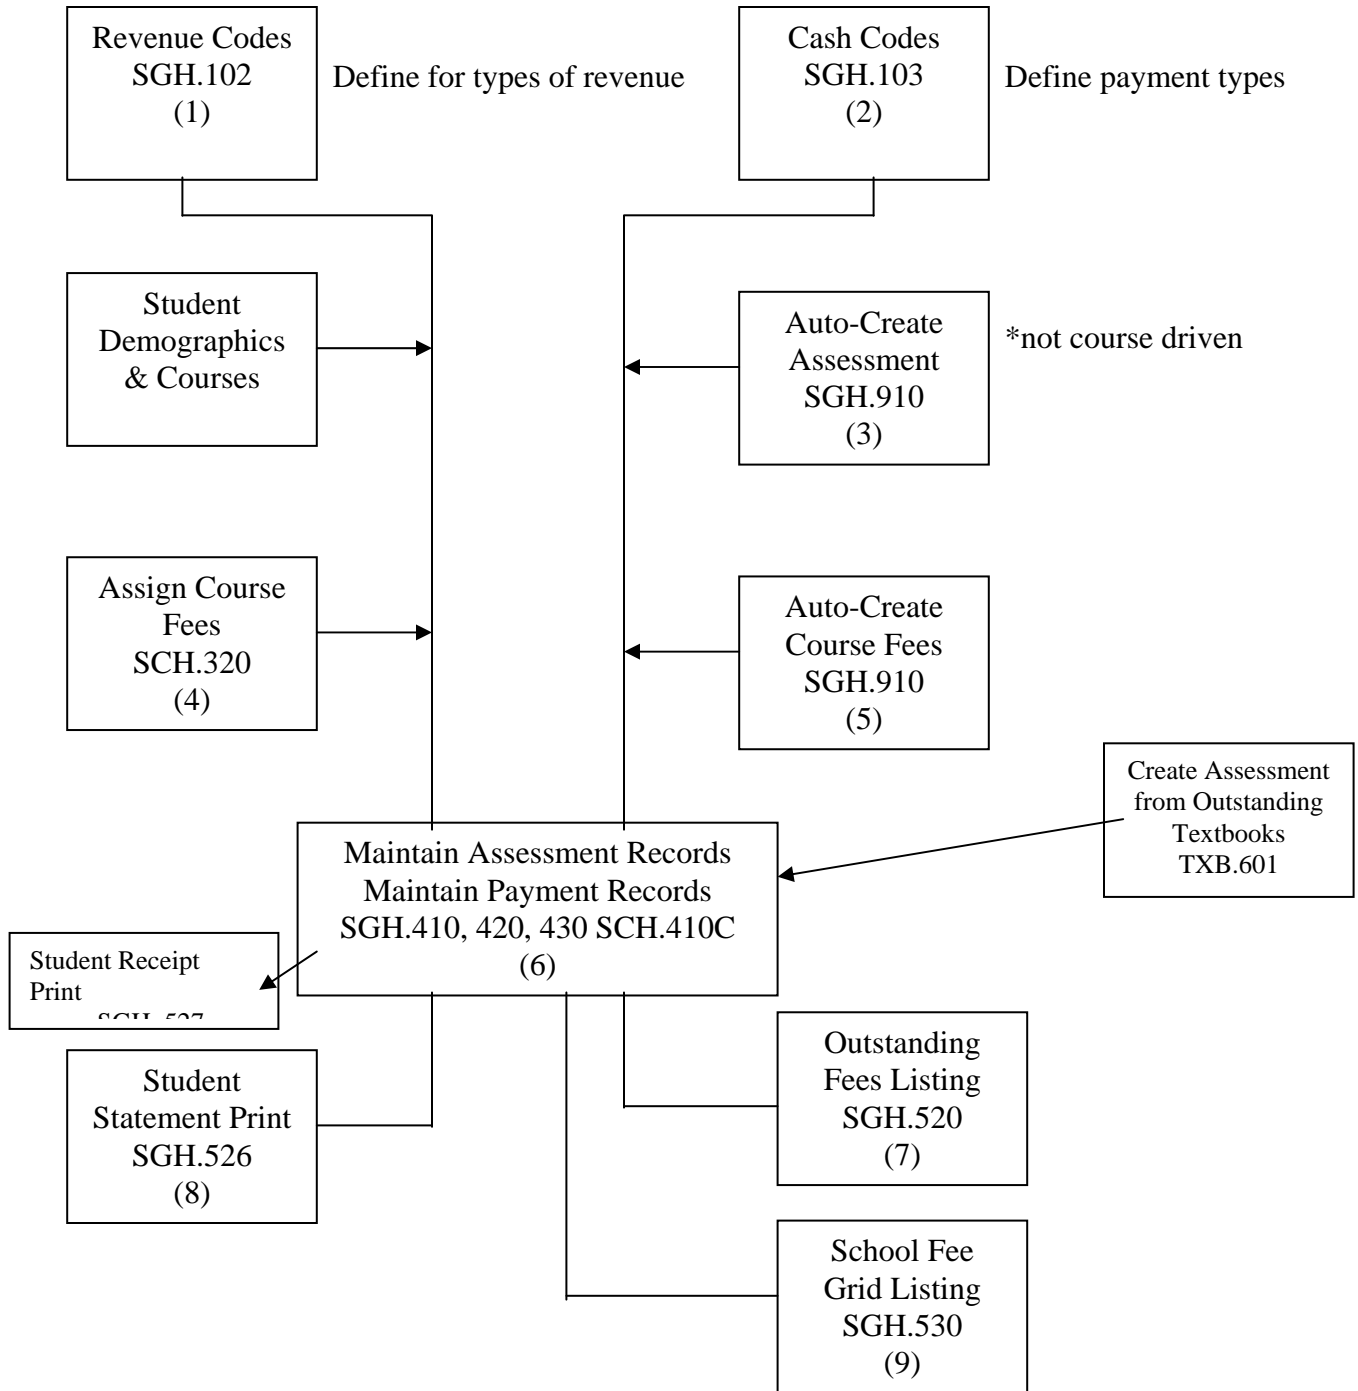 Revenue Codes
SGH.102
(1)
Define for types of revenue
Cash Codes
SGH.103
(2)
Define payment types
Student
Demographics
& Courses
Auto-Create
Assessment
SGH.910
(3)
*not course driven
Assign Course
Fees
SCH.320
(4)
Auto-Create
Course Fees
SGH.910
(5)
Create Assessment
from Outstanding
Textbooks
TXB.601
Maintain Assessment Records
Maintain Payment Records
SGH.410, 420, 430 SCH.410C
(6)
Student Receipt
Print
Student
Statement Print
SGH.526
(8)
Outstanding
Fees Listing
SGH.520
(7)
School Fee
Grid Listing
SGH.530
(9)